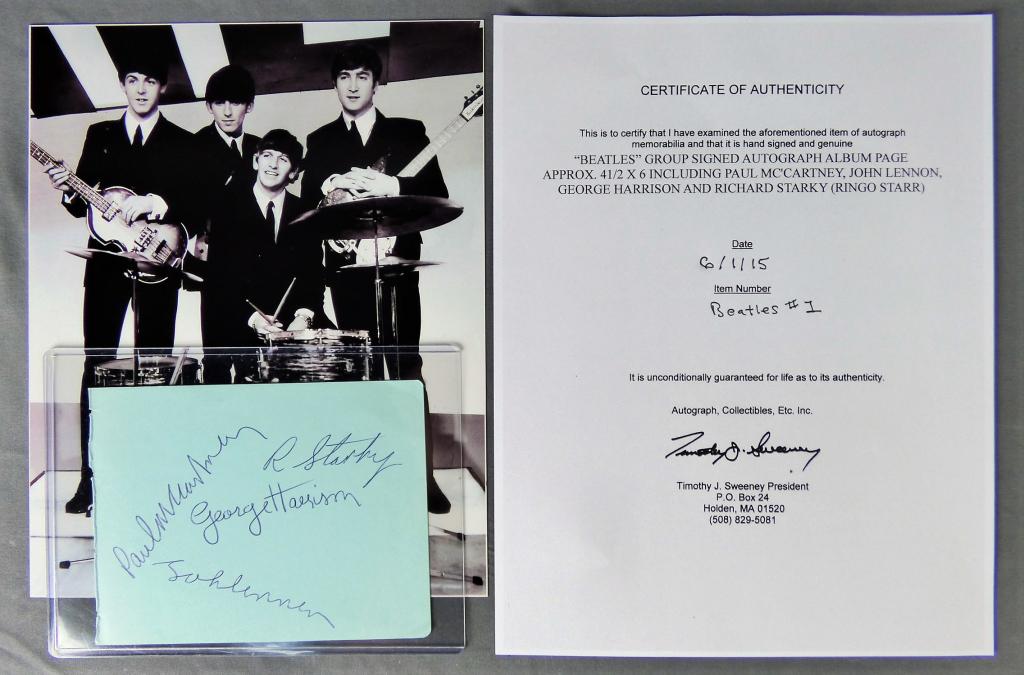 Paul McCartney
R Starky
George Harrison
John Lennon
CERTIFICATE OF AUTHENTICITY
This is to certify that I have examined the aforementioned item of autograph
memorabilia and that it is hand signed and genuine
“BEATLES” GROUP SIGNED AUTOGRAPH ALBUM PAGE
APPROX. 41/2 X 6 INCLUDING PAUL MC'CARTNEY, JOHN LENNON,
GEORGE HARRISON AND RICHARD STARKY (RINGO STARR)
Date
6/1/15
Item Number
Beatles #1
It is unconditionally guaranteed for life as to its authenticity.
Autograph, Collectibles, Etc. Inc.
Timothy J. Sweeney
Timothy J. Sweeney President
P.O. Box 24
Holden, MA 01520
(508) 829-5081